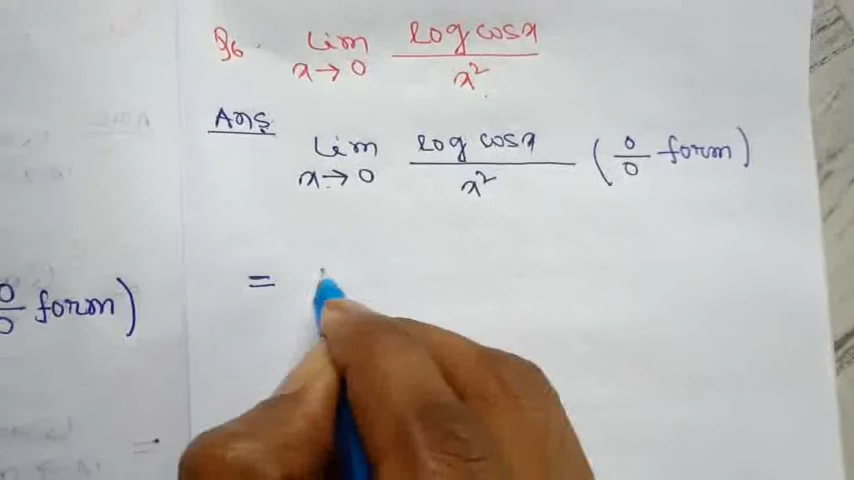 Q6. lim x→0 log cosx / x²
Ans
lim x→0 log cosx / x² (0/0 form)
=
0/0 form)
=